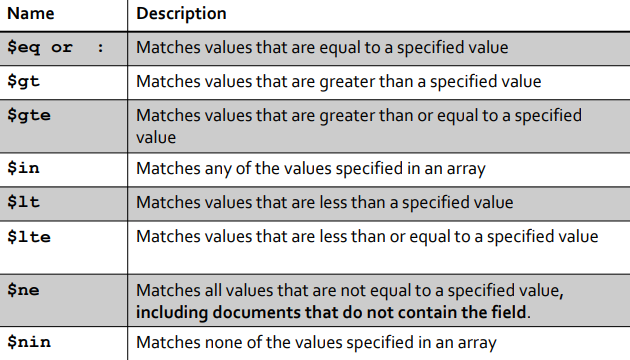 Name Description
$eq or : Matches values that are equal to a specified value
$gt Matches values that are greater than a specified value
$gte Matches values that are greater than or equal to a specified
value
$in Matches any of the values specified in an array
$lt Matches values that are less than a specified value
$lte Matches values that are less than or equal to a specified value
$ne Matches all values that are not equal to a specified value,
including documents that do not contain the field.
$nin Matches none of the values specified in an array